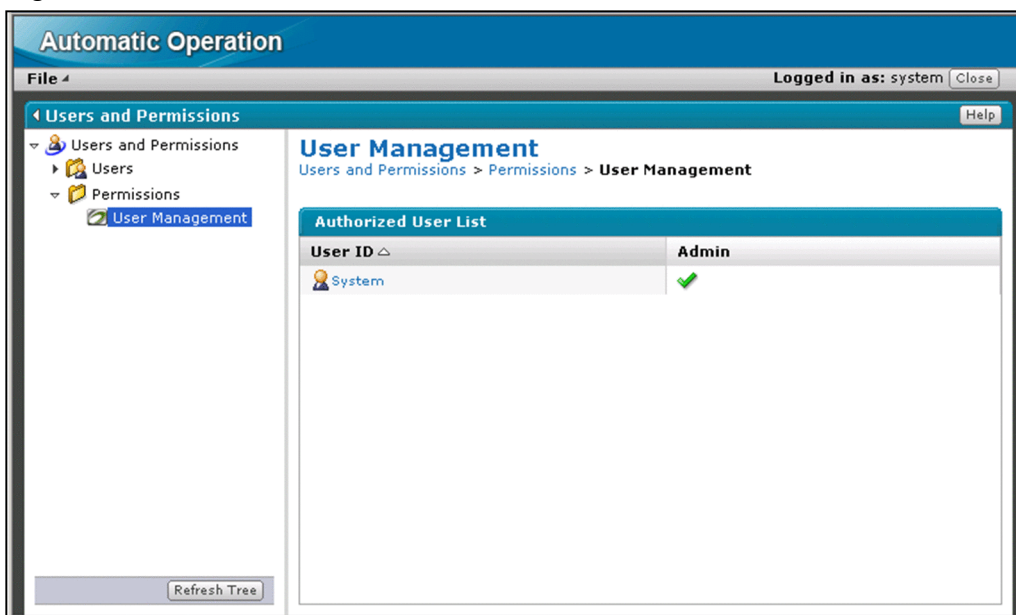 Automatic Operation
File
Logged in as: system Close
Users and Permissions
Help
Users and Permissions
Users
Permissions
User Management
Refresh Tree
User Management
Users and Permissions > Permissions > User Management
Authorized User List
User ID Admin
System